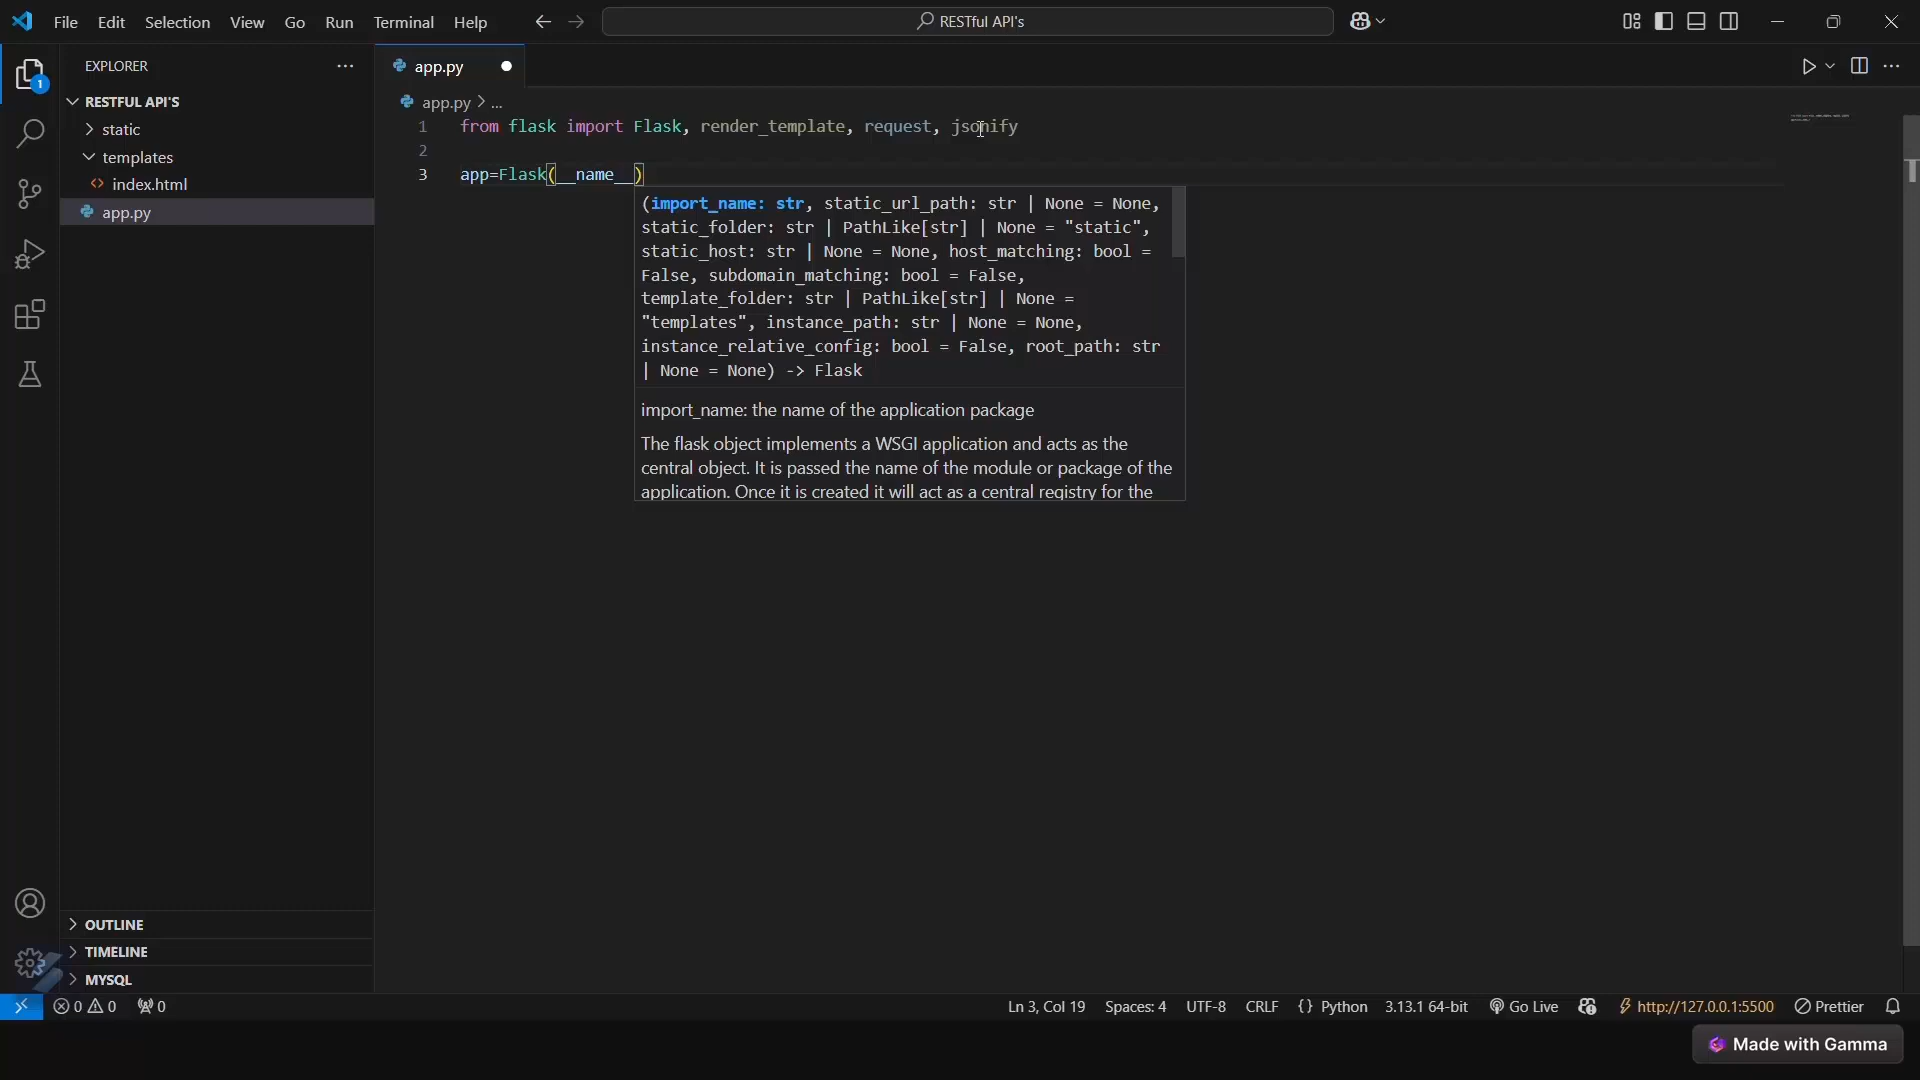 File Edit Selection View Go Run Terminal Help
RESTful API's
EXPLORER
1
RESTFUL API'S
static
templates
<> index.html
app.py
OUTLINE
TIMELINE
MYSQL
app.py
app.py > ...
1 from flask import Flask, render_template, request, jsonify
2
3 app=Flask(__name__)
(import_name: str, static_url_path: str | None = None,
static_folder: str | PathLike[str] | None = "static",
static_host: str | None = None, host_matching: bool =
False, subdomain_matching: bool = False,
template_folder: str | PathLike[str] | None =
"templates", instance_path: str | None = None,
instance_relative_config: bool = False, root_path: str
| None = None) -> Flask
import_name: the name of the application package
The flask object implements a WSGI application and acts as the
central object. It is passed the name of the module or package of the
application. Once it is created it will act as a central registry for the
0 0 0
Ln 3, Col 19 Spaces: 4 UTF-8 CRLF {} Python 3.13.1 64-bit Go Live http://127.0.0.1:5500 Prettier
Made with Gamma